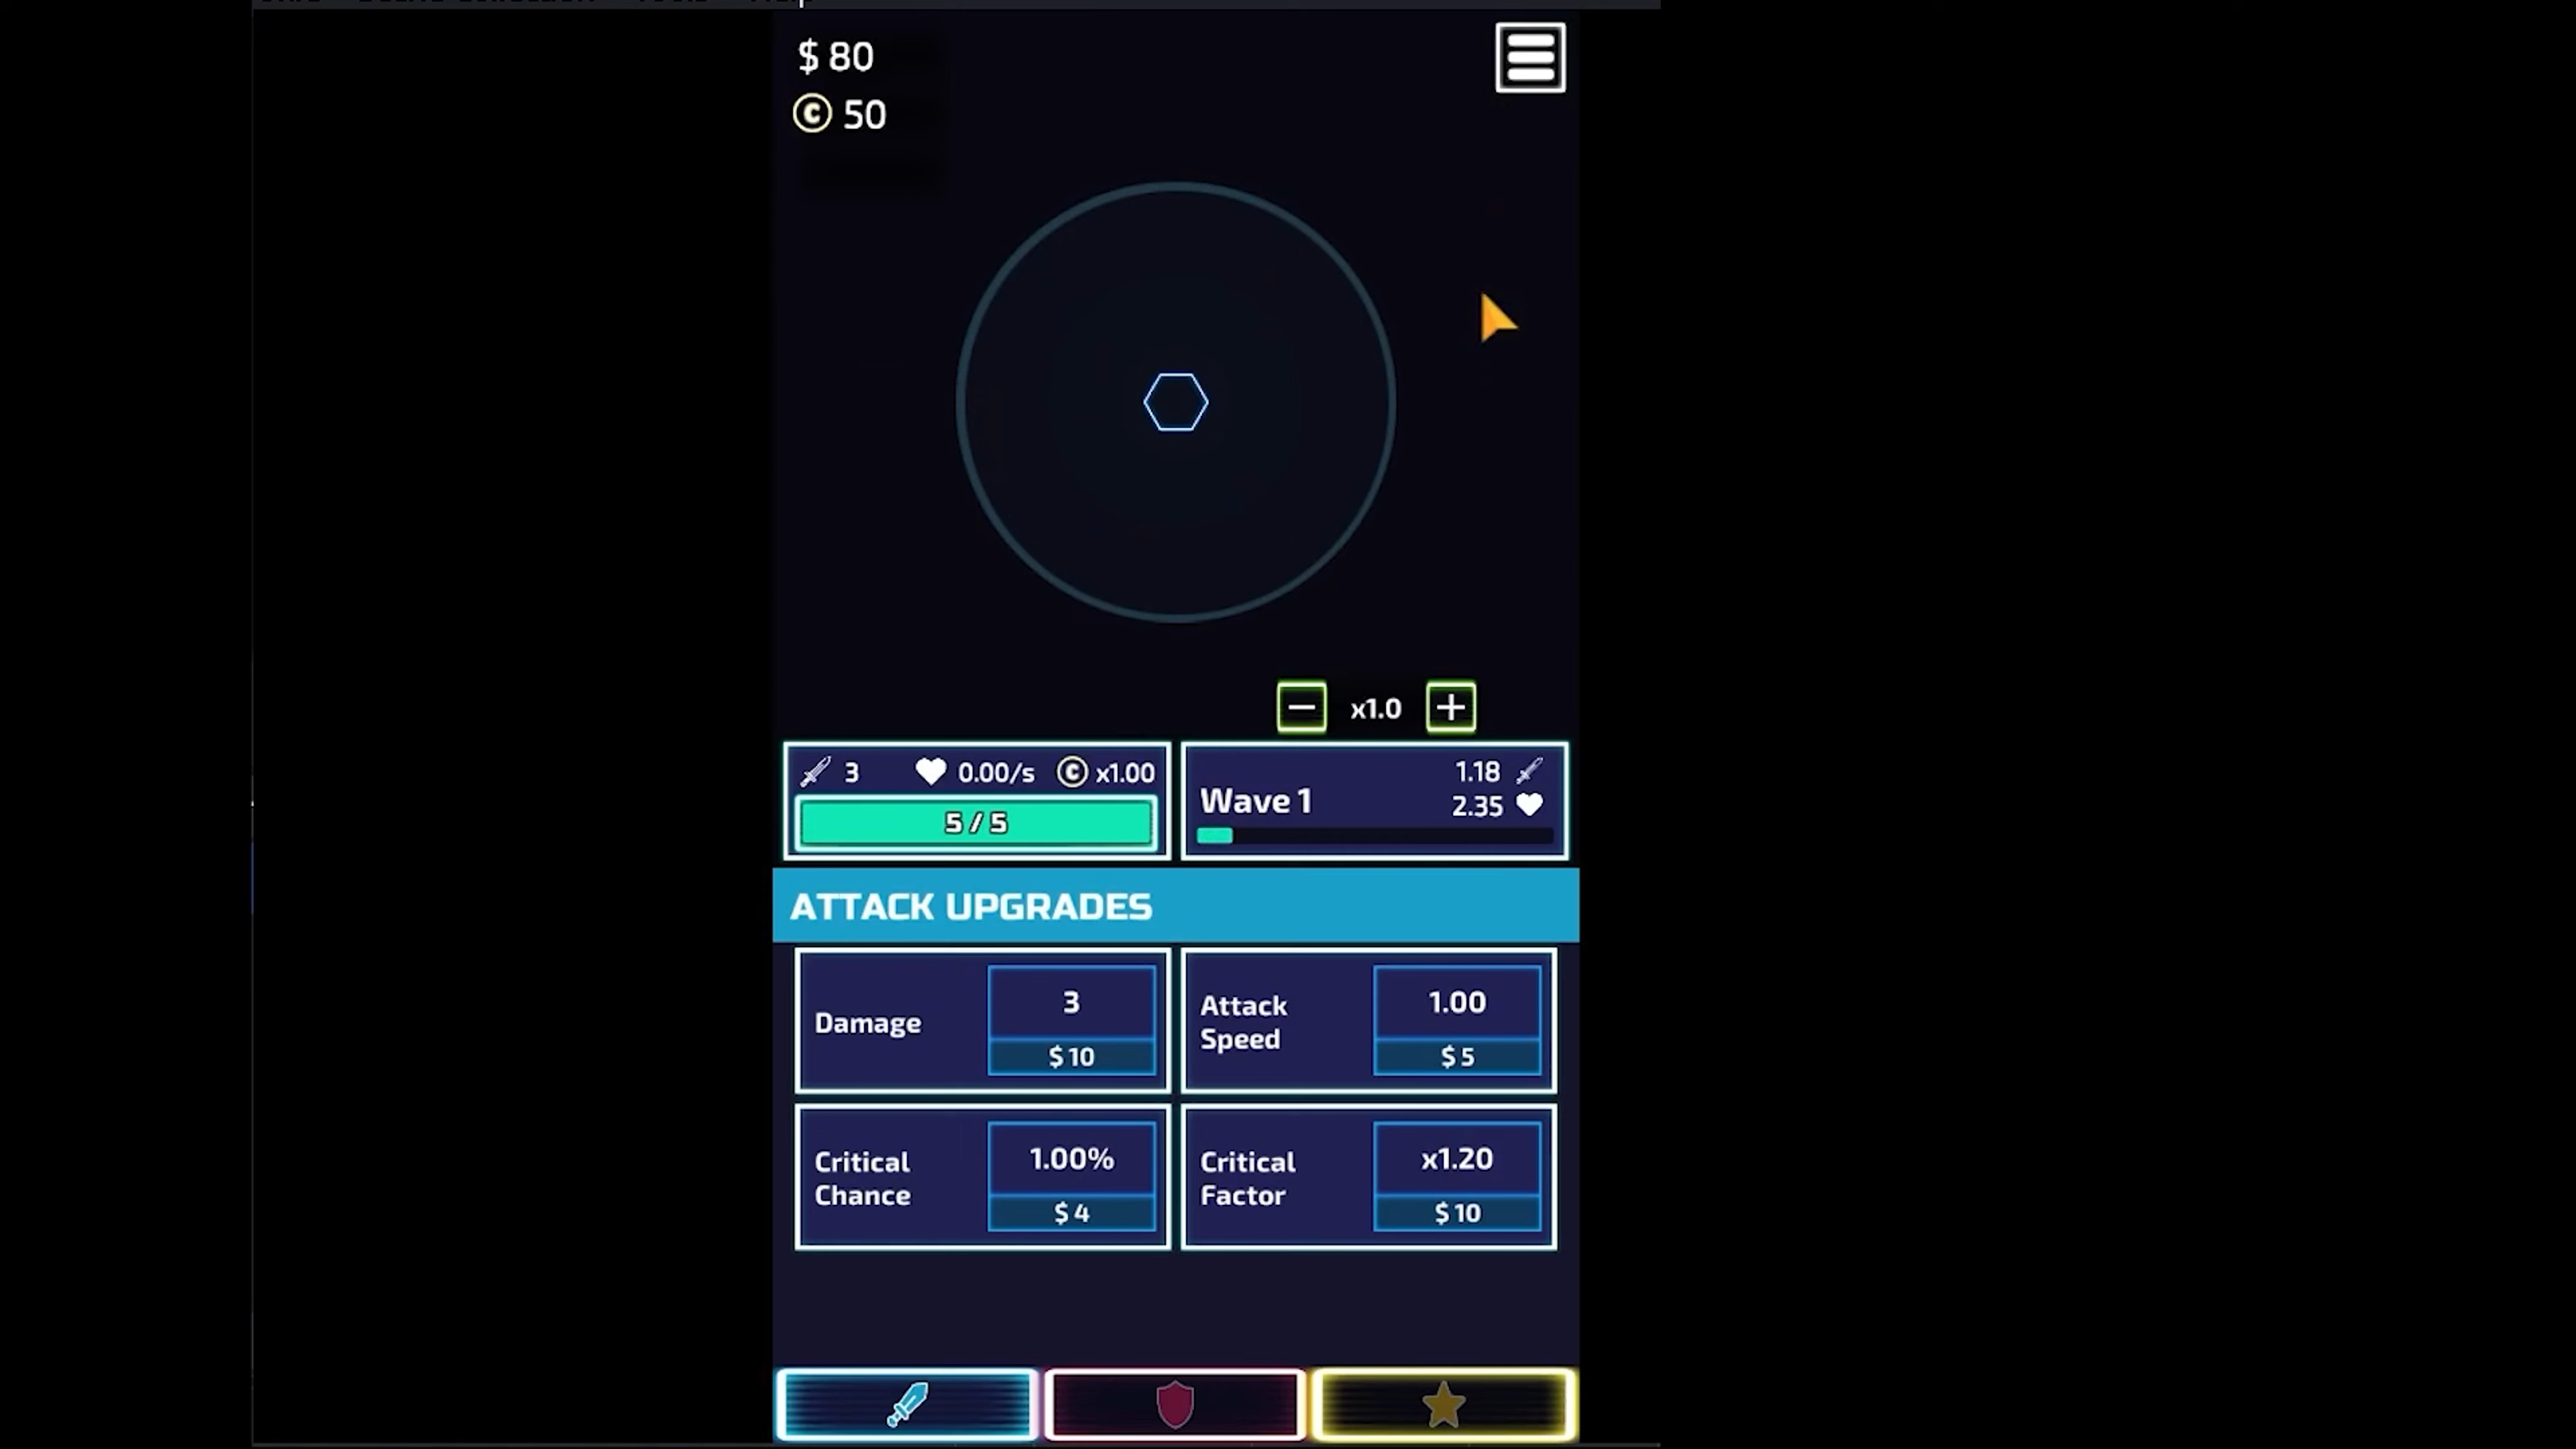 $ 80
© 50
x1.0
3 0.00/s © x1.00
5 / 5
1.18
Wave 1
2.35
ATTACK UPGRADES
Damage
3
$ 10
Attack
Speed
1.00
$ 5
Critical
Chance
1.00%
$ 4
Critical
Factor
x1.20
$ 10